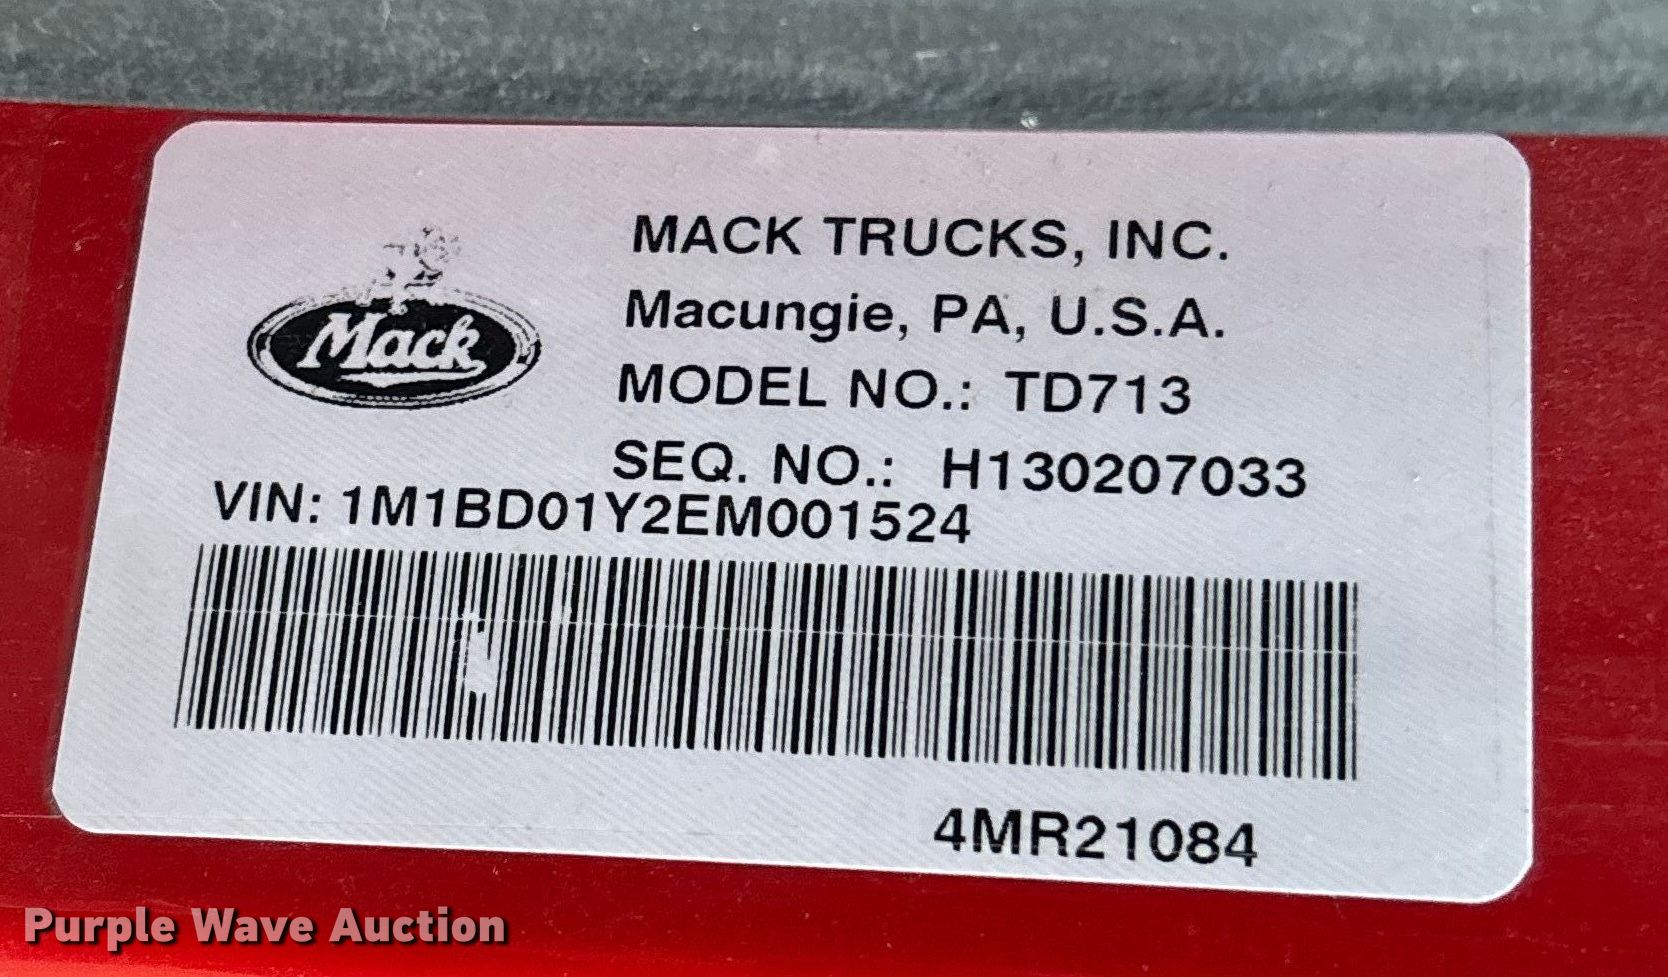 MACK TRUCKS, INC.
Mack
Macungie, PA, U.S.A.
MODEL NO.: TD713
SEQ. NO.: H130207033
VIN: 1M1BD01Y2EM001524
4MR21084
Purple Wave Auction